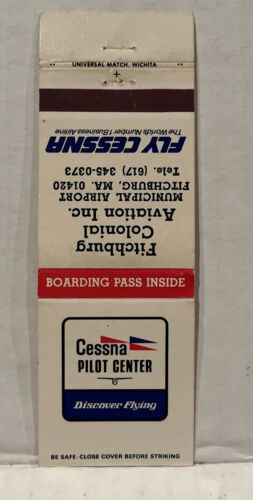 UNIVERSAL MATCH, WICHITA
FLY CESSNA
The Worlds Number 1 Business Airline
Fitchburg
Colonial
Aviation Inc.
MUNICIPAL AIRPORT
FITCHBURG, MA. 01420
Tele. (617) 345-0373
BOARDING PASS INSIDE
Cessna
PILOT CENTER
Discover Flying
BE SAFE-CLOSE COVER BEFORE STRIKING